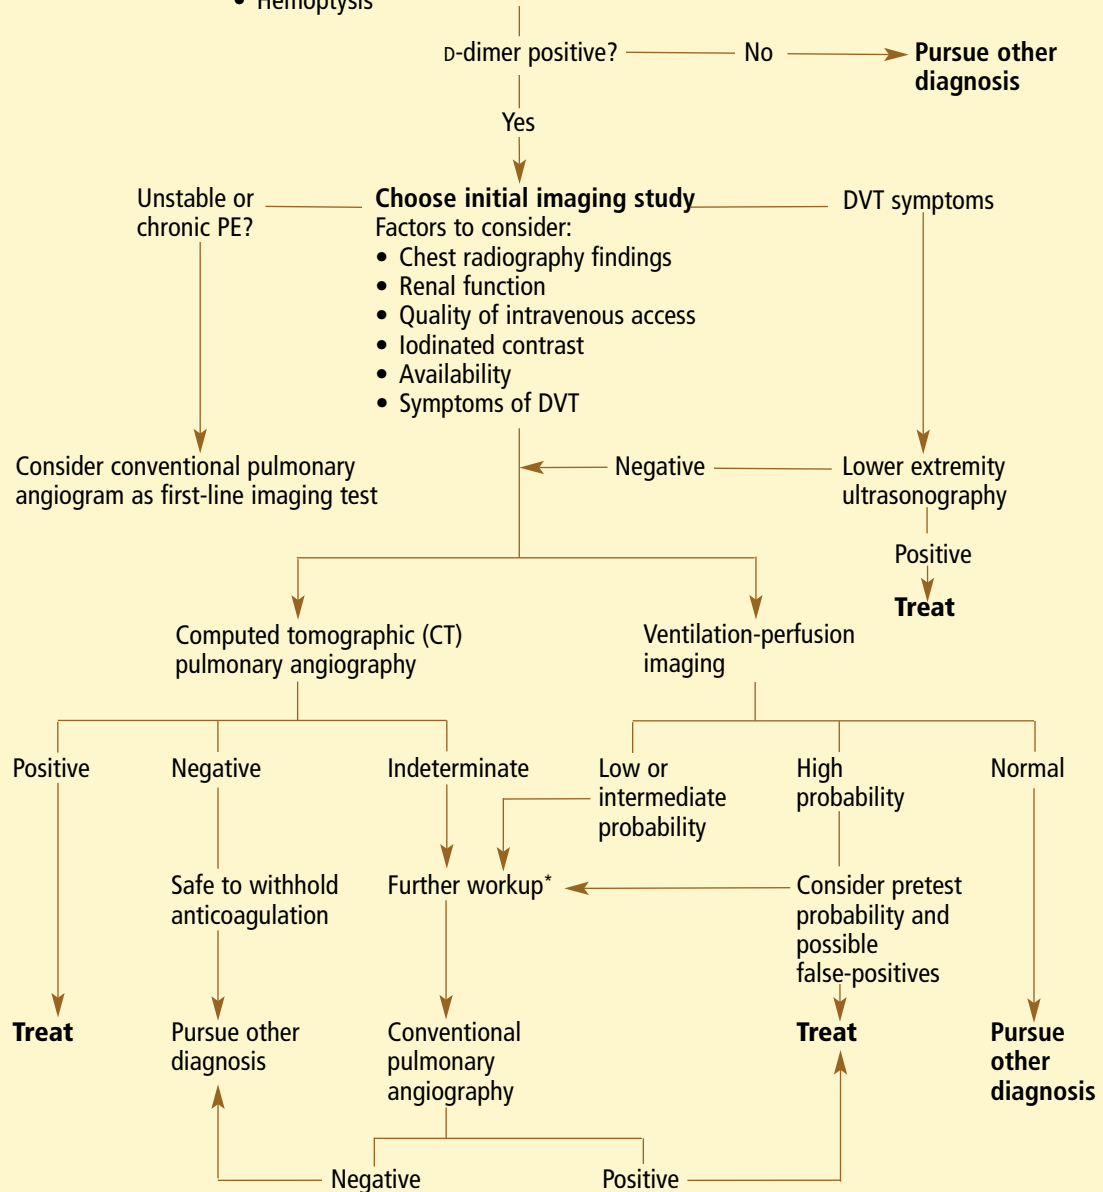 • Hemoptysis
D-dimer positive?
No
Pursue other
diagnosis
Yes
Unstable or
chronic PE?
Choose initial imaging study
Factors to consider:
• Chest radiography findings
• Renal function
• Quality of intravenous access
• Iodinated contrast
• Availability
• Symptoms of DVT
DVT symptoms
Consider conventional pulmonary
angiogram as first-line imaging test
Negative
Lower extremity
ultrasonography
Positive
Treat
Computed tomographic (CT)
pulmonary angiography
Ventilation-perfusion
imaging
Positive
Negative
Indeterminate
Low or
intermediate
probability
High
probability
Normal
Safe to withhold
anticoagulation
Further workup*
Consider pretest
probability and
possible
false-positives
Treat
Pursue other
diagnosis
Conventional
pulmonary
angiography
Treat
Pursue
other
diagnosis
Negative
Positive